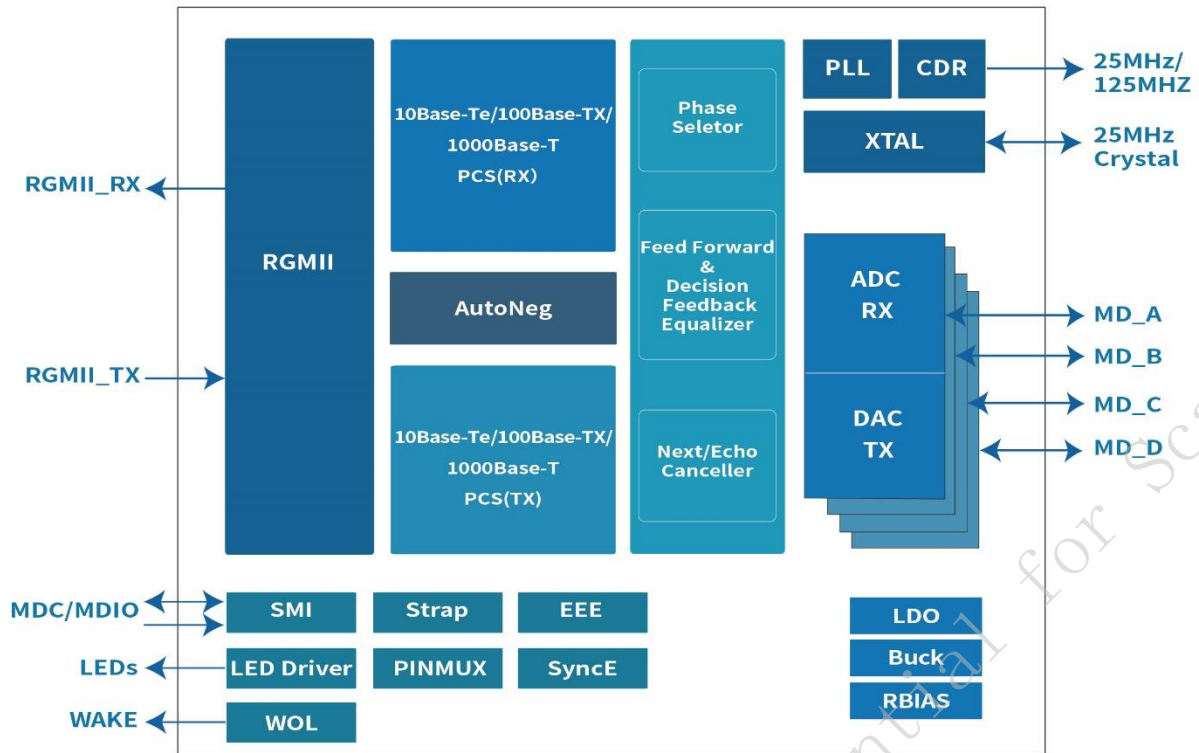 RGMII_RX
RGMII_TX
RGMII
10Base-Te/100Base-TX/
1000Base-T
PCS(RX)
AutoNeg
10Base-Te/100Base-TX/
1000Base-T
PCS(TX)
Phase
Seletor
Feed Forward
&
Decision
Feedback
Equalizer
Next/Echo
Canceller
PLL
CDR
25MHz/
125MHZ
XTAL
25MHz
Crystal
ADC
RX
DAC
TX
MD_A
MD_B
MD_C
MD_D
MDC/MDIO
SMI
Strap
EEE
LEDs
LED Driver
PINMUX
SyncE
WAKE
WOL
LDO
Buck
RBIAS